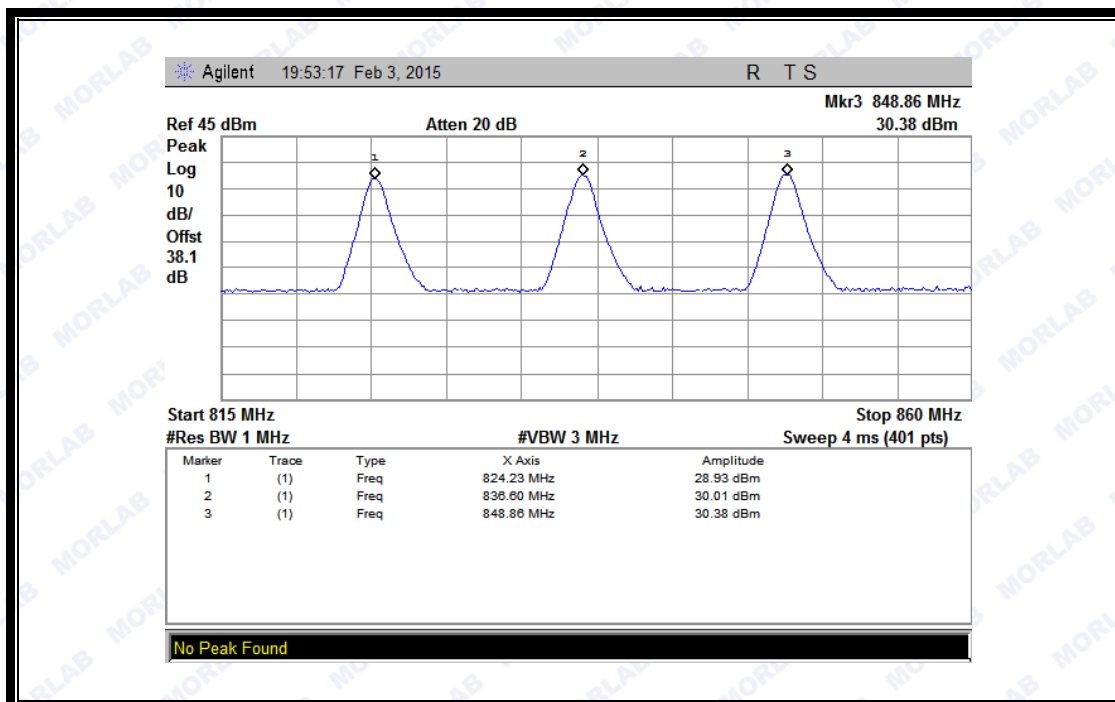 Agilent 19:53:17 Feb 3, 2015 R T S
Mkr3 848.86 MHz
Ref 45 dBm Atten 20 dB 30.38 dBm
Peak
Log
10
dB/
Offst
38.1
dB
1 2 3
Start 815 MHz Stop 860 MHz
#Res BW 1 MHz #VBW 3 MHz Sweep 4 ms (401 pts)
Marker Trace Type X Axis Amplitude
1 (1) Freq 824.23 MHz 28.93 dBm
2 (1) Freq 836.60 MHz 30.01 dBm
3 (1) Freq 848.86 MHz 30.38 dBm
No Peak Found
MORLAB